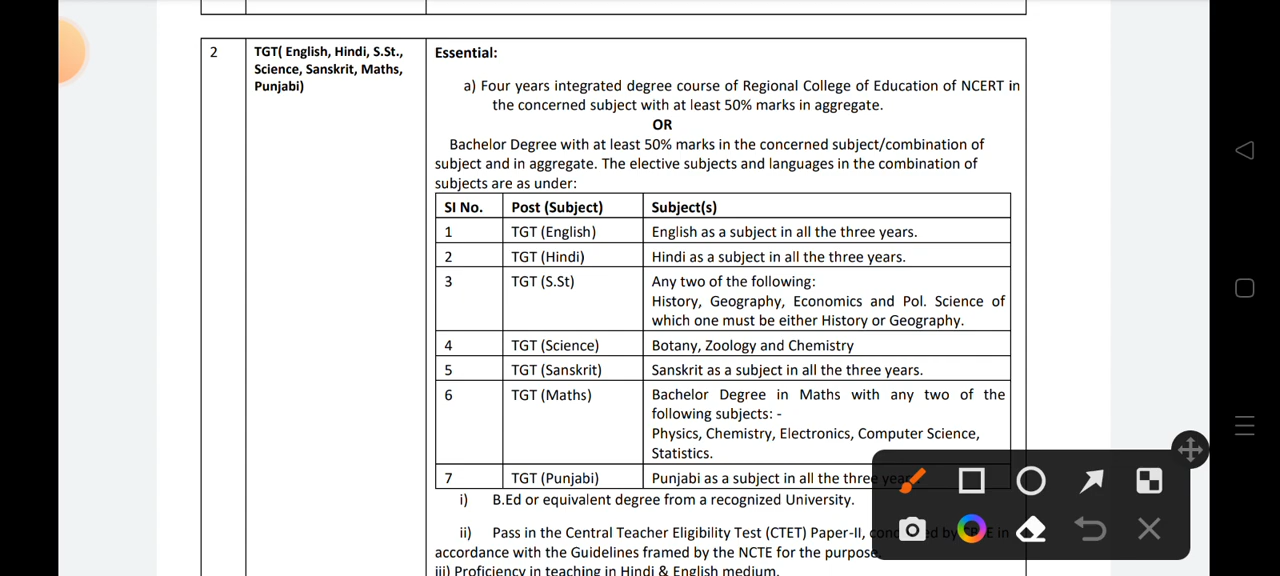 2
TGT( English, Hindi, S.St.,
Science, Sanskrit, Maths,
Punjabi)
Essential:
a) Four years integrated degree course of Regional College of Education of NCERT in
the concerned subject with at least 50% marks in aggregate.
OR
Bachelor Degree with at least 50% marks in the concerned subject/combination of
subject and in aggregate. The elective subjects and languages in the combination of
subjects are as under:
SI No. Post (Subject) Subject(s)
1 TGT (English) English as a subject in all the three years.
2 TGT (Hindi) Hindi as a subject in all the three years.
3 TGT (S.St) Any two of the following:
History, Geography, Economics and Pol. Science of
which one must be either History or Geography.
4 TGT (Science) Botany, Zoology and Chemistry
5 TGT (Sanskrit) Sanskrit as a subject in all the three years.
6 TGT (Maths) Bachelor Degree in Maths with any two of the
following subjects: -
Physics, Chemistry, Electronics, Computer Science,
Statistics.
7 TGT (Punjabi) Punjabi as a subject in all the three
i) B.Ed or equivalent degree from a recognized University.
ii) Pass in the Central Teacher Eligibility Test (CTET) Paper-II, in
accordance with the Guidelines framed by the NCTE for the purpose.
iii) Proficiency in teaching in Hindi & English medium.